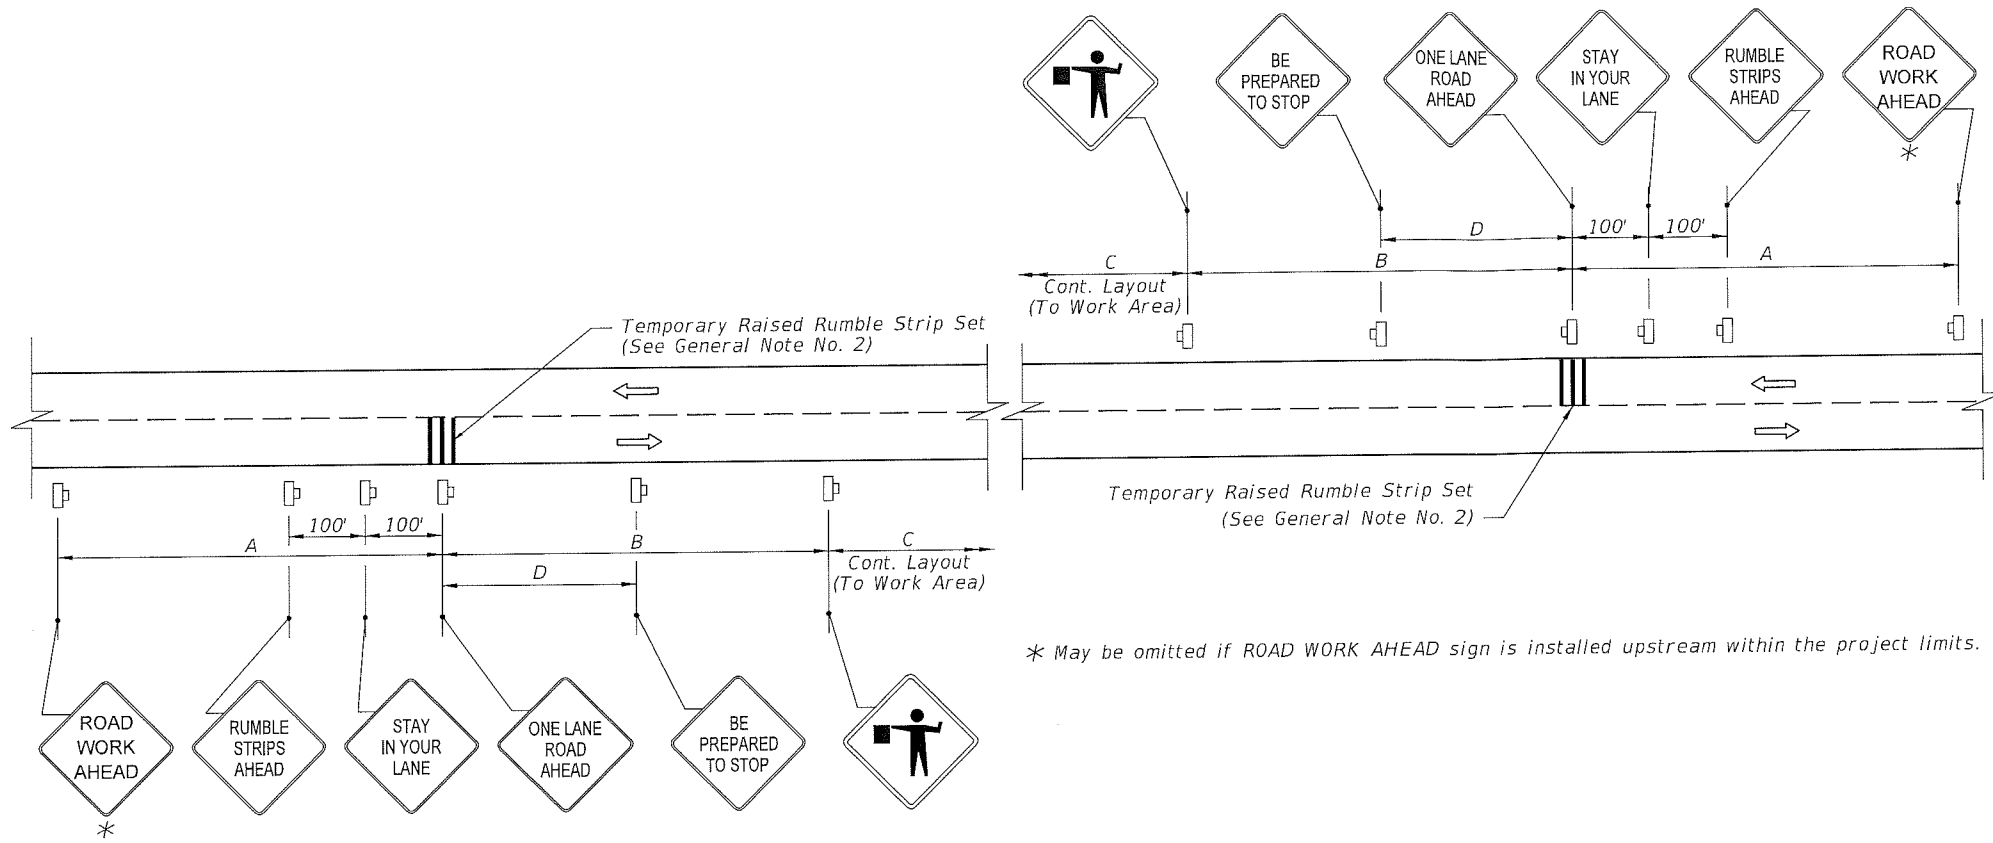 BE
PREPARED
TO STOP
ONE LANE
ROAD
AHEAD
STAY
IN YOUR
LANE
RUMBLE
STRIPS
AHEAD
ROAD
WORK
AHEAD
*
D
100'
100'
C
B
A
Cont. Layout
(To Work Area)
Temporary Raised Rumble Strip Set
(See General Note No. 2)
Temporary Raised Rumble Strip Set
(See General Note No. 2)
100'
100'
A
B
C
Cont. Layout
(To Work Area)
D
* May be omitted if ROAD WORK AHEAD sign is installed upstream within the project limits.
ROAD
WORK
AHEAD
*
RUMBLE
STRIPS
AHEAD
STAY
IN YOUR
LANE
ONE LANE
ROAD
AHEAD
BE
PREPARED
TO STOP